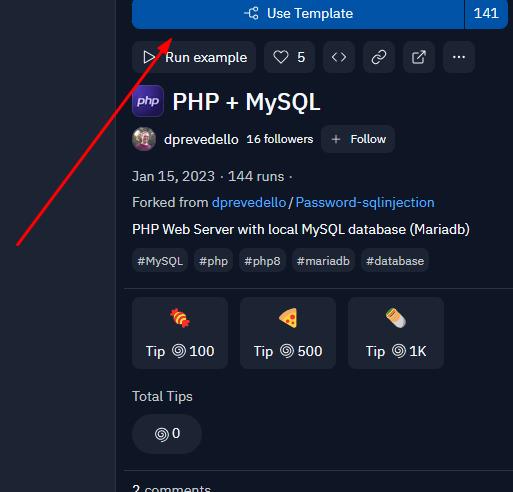 Use Template 141
Run example 5
php PHP + MySQL
dprevedello 16 followers + Follow
Jan 15, 2023 · 144 runs ·
Forked from dprevedello/Password-sqlinjection
PHP Web Server with local MySQL database (Mariadb)
#MySQL #php #php8 #mariadb #database
Tip 100 Tip 500 Tip 1K
Total Tips
0
2 comments